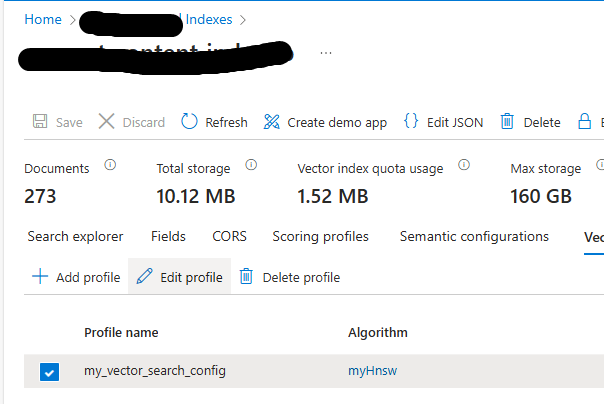 Home > Indexes >
...
Save Discard Refresh Create demo app {} Edit JSON Delete
Documents Total storage Vector index quota usage Max storage
273 10.12 MB 1.52 MB 160 GB
Search explorer Fields CORS Scoring profiles Semantic configurations Vec
+ Add profile Edit profile Delete profile
Profile name Algorithm
my_vector_search_config myHnsw